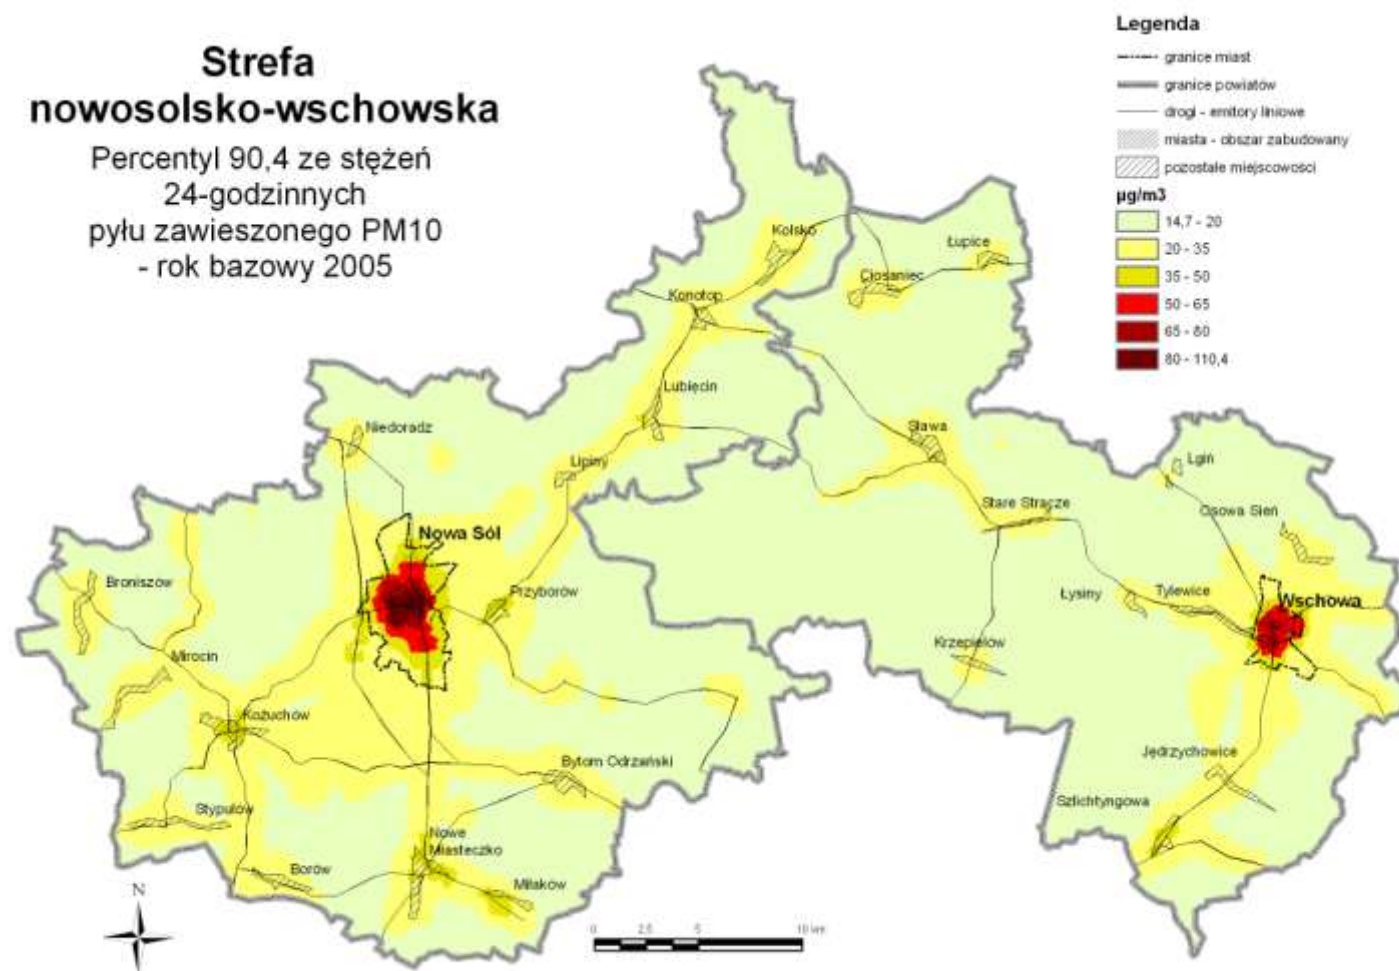 Strefa
nowosolsko-wschowska
Percentyl 90,4 ze stężeń
24-godzinnych
pyłu zawieszonego PM10
- rok bazowy 2005
Legenda
granice miast
granice powiatów
drogi - emitory liniowe
miasta - obszar zabudowany
pozostałe miejscowości
µg/m3
14,7 - 20
20 - 35
35 - 50
50 - 65
65 - 80
80 - 110,4
Kolsko
Łupice
Ciosaniec
Konotop
Lubięcin
Niedoradz
Sława
Lipiny
Lgiń
Stare Strącze
Osowa Sień
Nowa Sól
Broniszów
Przyborów
Łysiny
Tylewice
Wschowa
Mirocin
Krzepielów
Kożuchów
Bytom Odrzański
Jędrzychowice
Stypułów
Szlichtyngowa
Nowe
Miasteczko
Borów
Miłaków
N
0 2,5 5 10 km